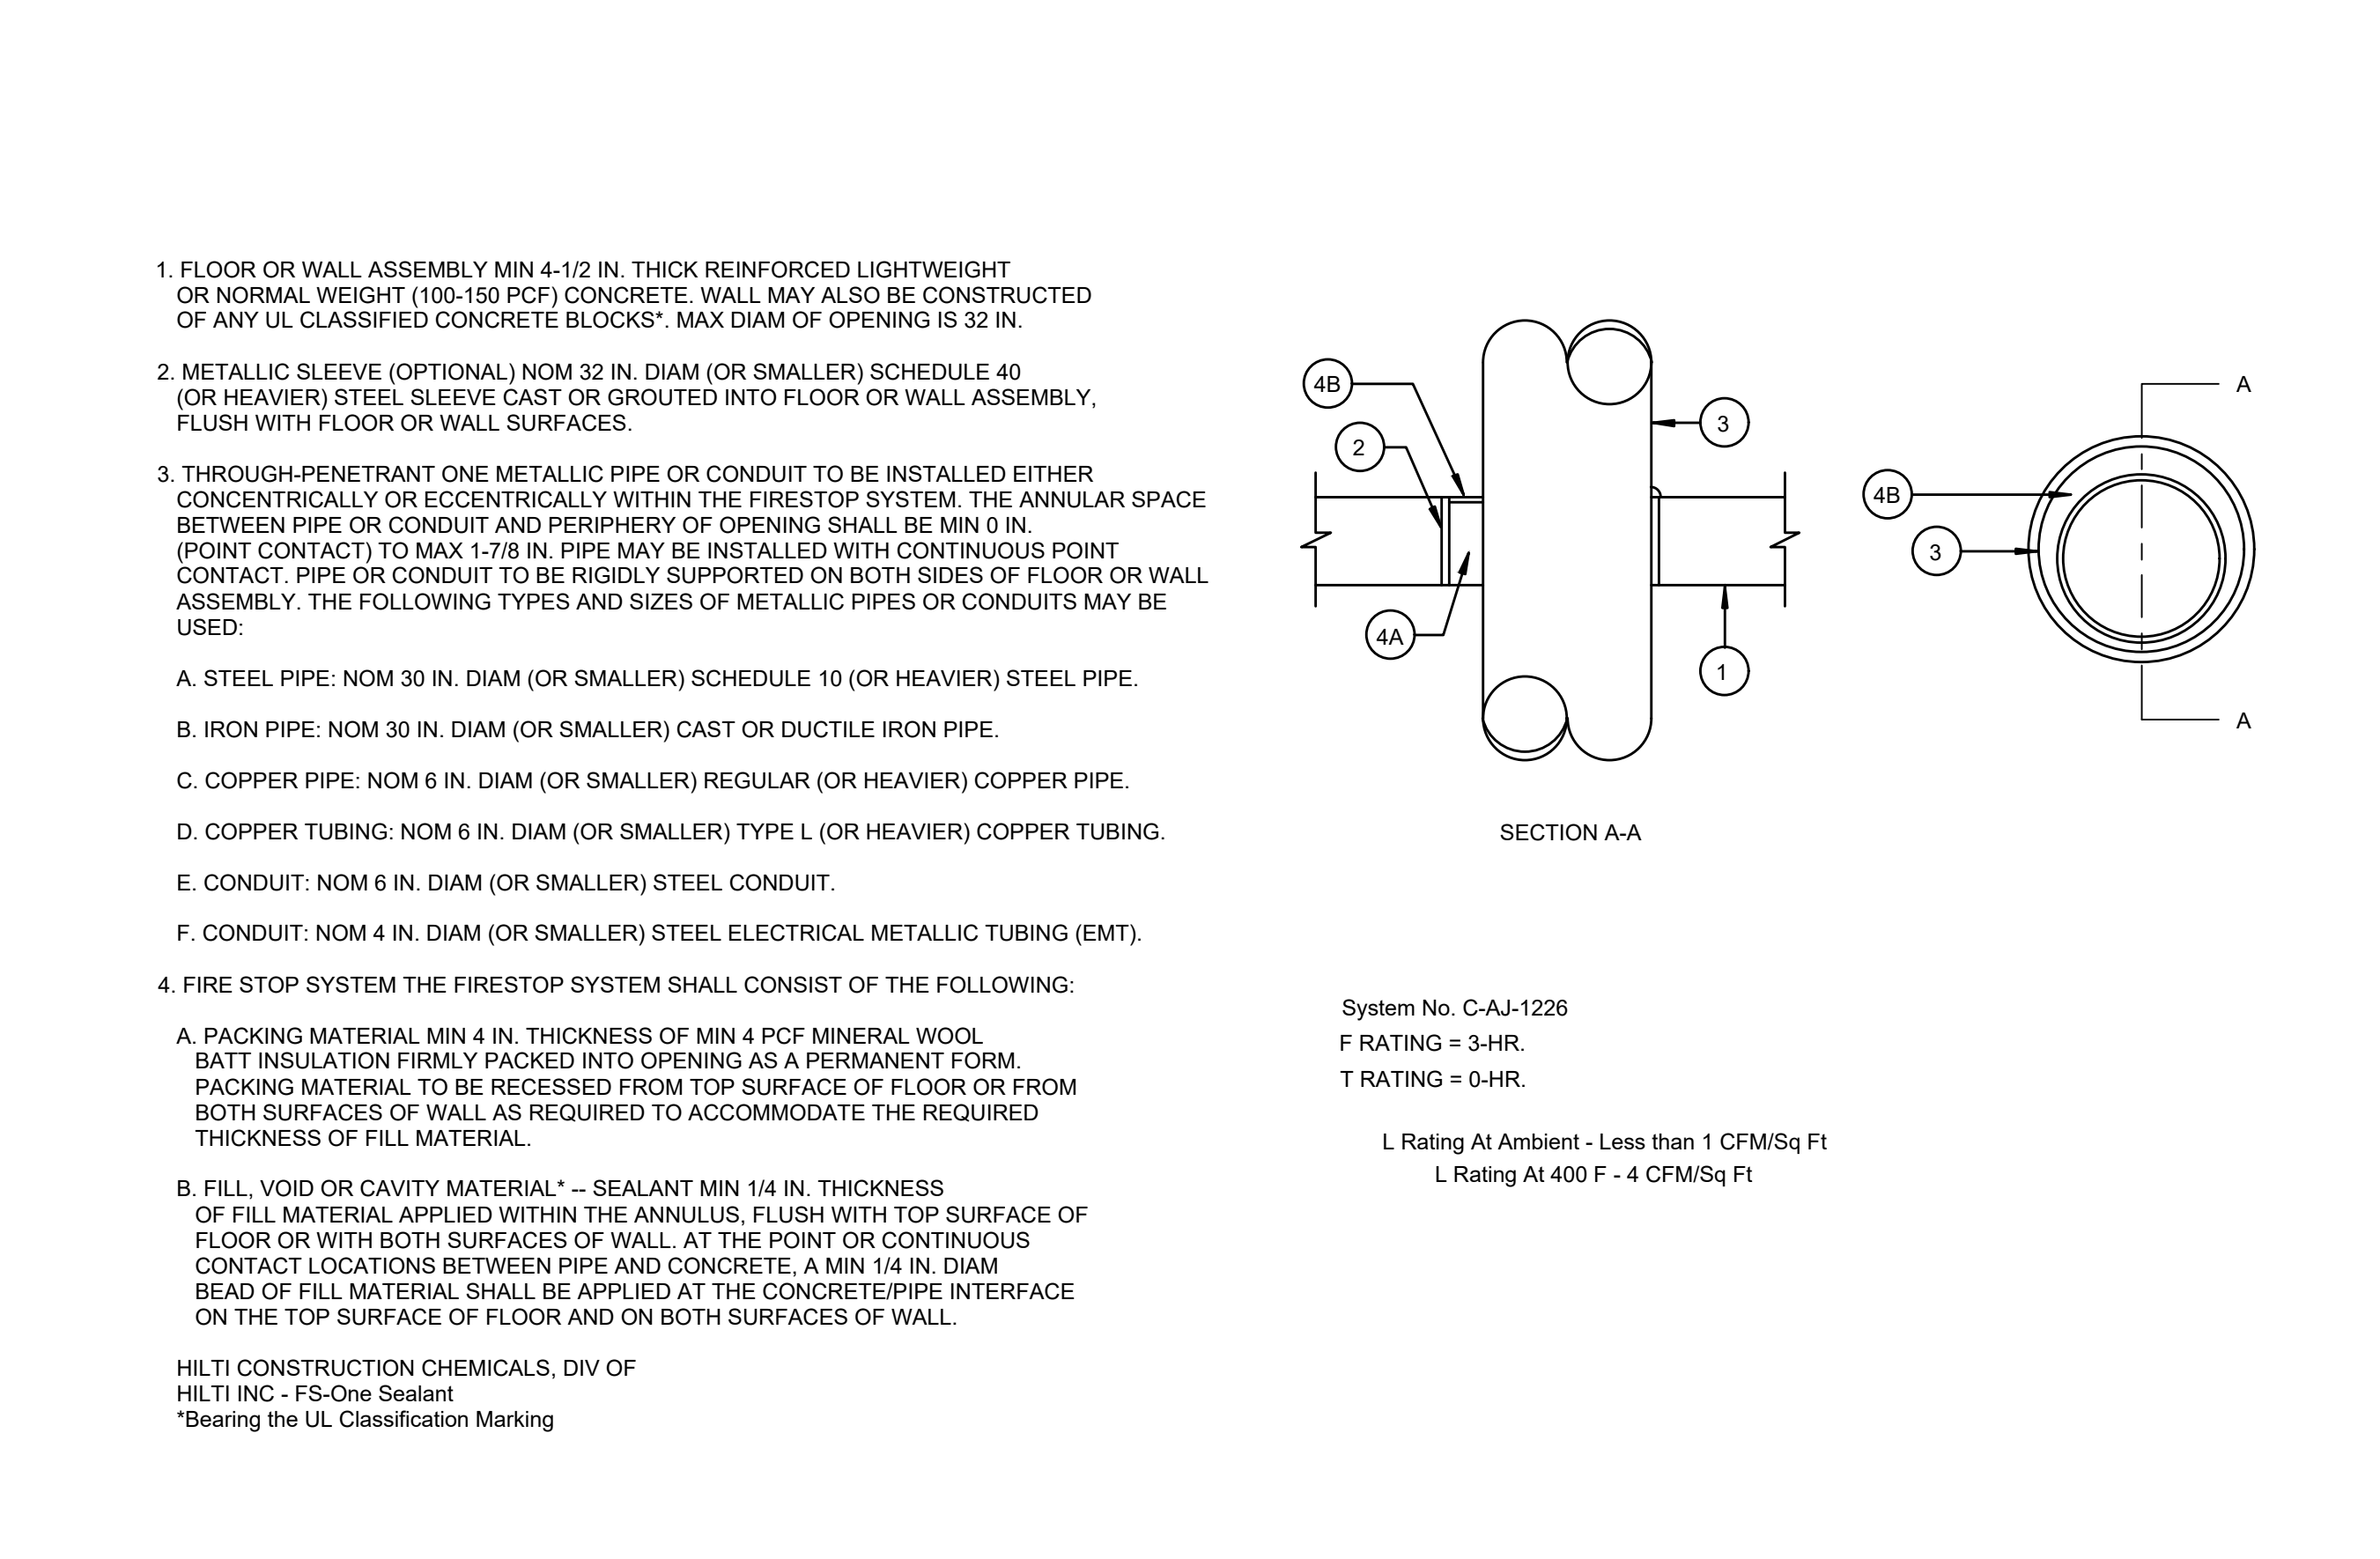 1. FLOOR OR WALL ASSEMBLY MIN 4-1/2 IN. THICK REINFORCED LIGHTWEIGHT
OR NORMAL WEIGHT (100-150 PCF) CONCRETE. WALL MAY ALSO BE CONSTRUCTED
OF ANY UL CLASSIFIED CONCRETE BLOCKS*. MAX DIAM OF OPENING IS 32 IN.
2. METALLIC SLEEVE (OPTIONAL) NOM 32 IN. DIAM (OR SMALLER) SCHEDULE 40
(OR HEAVIER) STEEL SLEEVE CAST OR GROUTED INTO FLOOR OR WALL ASSEMBLY,
FLUSH WITH FLOOR OR WALL SURFACES.
3. THROUGH-PENETRANT ONE METALLIC PIPE OR CONDUIT TO BE INSTALLED EITHER
CONCENTRICALLY OR ECCENTRICALLY WITHIN THE FIRESTOP SYSTEM. THE ANNULAR SPACE
BETWEEN PIPE OR CONDUIT AND PERIPHERY OF OPENING SHALL BE MIN 0 IN.
(POINT CONTACT) TO MAX 1-7/8 IN. PIPE MAY BE INSTALLED WITH CONTINUOUS POINT
CONTACT. PIPE OR CONDUIT TO BE RIGIDLY SUPPORTED ON BOTH SIDES OF FLOOR OR WALL
ASSEMBLY. THE FOLLOWING TYPES AND SIZES OF METALLIC PIPES OR CONDUITS MAY BE
USED:
A. STEEL PIPE: NOM 30 IN. DIAM (OR SMALLER) SCHEDULE 10 (OR HEAVIER) STEEL PIPE.
B. IRON PIPE: NOM 30 IN. DIAM (OR SMALLER) CAST OR DUCTILE IRON PIPE.
C. COPPER PIPE: NOM 6 IN. DIAM (OR SMALLER) REGULAR (OR HEAVIER) COPPER PIPE.
D. COPPER TUBING: NOM 6 IN. DIAM (OR SMALLER) TYPE L (OR HEAVIER) COPPER TUBING.
E. CONDUIT: NOM 6 IN. DIAM (OR SMALLER) STEEL CONDUIT.
F. CONDUIT: NOM 4 IN. DIAM (OR SMALLER) STEEL ELECTRICAL METALLIC TUBING (EMT).
4. FIRE STOP SYSTEM THE FIRESTOP SYSTEM SHALL CONSIST OF THE FOLLOWING:
A. PACKING MATERIAL MIN 4 IN. THICKNESS OF MIN 4 PCF MINERAL WOOL
BATT INSULATION FIRMLY PACKED INTO OPENING AS A PERMANENT FORM.
PACKING MATERIAL TO BE RECESSED FROM TOP SURFACE OF FLOOR OR FROM
BOTH SURFACES OF WALL AS REQUIRED TO ACCOMMODATE THE REQUIRED
THICKNESS OF FILL MATERIAL.
B. FILL, VOID OR CAVITY MATERIAL* -- SEALANT MIN 1/4 IN. THICKNESS
OF FILL MATERIAL APPLIED WITHIN THE ANNULUS, FLUSH WITH TOP SURFACE OF
FLOOR OR WITH BOTH SURFACES OF WALL. AT THE POINT OR CONTINUOUS
CONTACT LOCATIONS BETWEEN PIPE AND CONCRETE, A MIN 1/4 IN. DIAM
BEAD OF FILL MATERIAL SHALL BE APPLIED AT THE CONCRETE/PIPE INTERFACE
ON THE TOP SURFACE OF FLOOR AND ON BOTH SURFACES OF WALL.
HILTI CONSTRUCTION CHEMICALS, DIV OF
HILTI INC - FS-One Sealant
*Bearing the UL Classification Marking
4B
2
3
4A
1
SECTION A-A
A
4B
3
A
System No. C-AJ-1226
F RATING = 3-HR.
T RATING = 0-HR.
L Rating At Ambient - Less than 1 CFM/Sq Ft
L Rating At 400 F - 4 CFM/Sq Ft